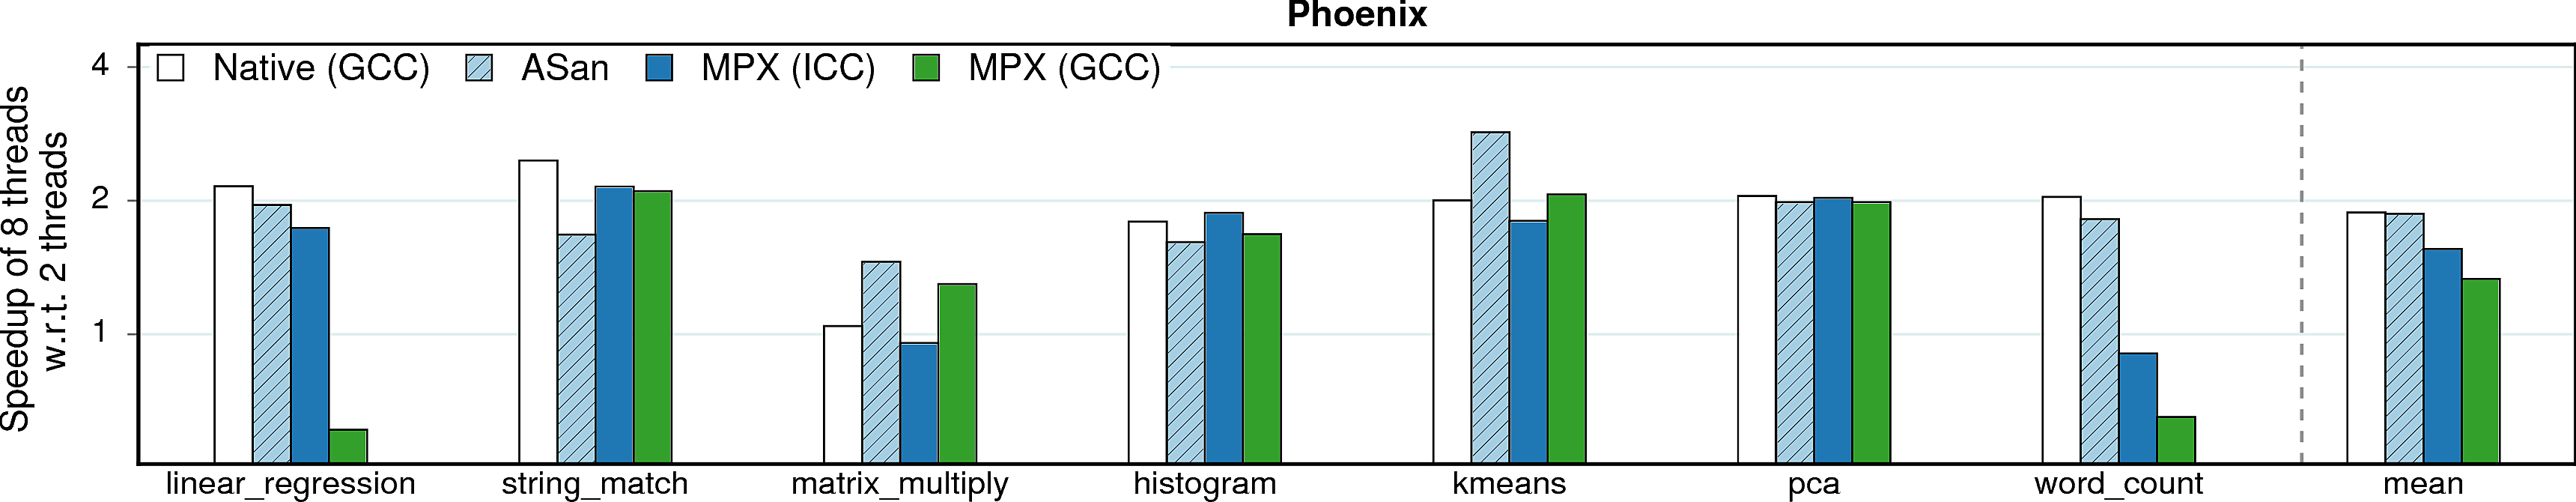 Phoenix
Speedup of 8 threads
w.r.t. 2 threads
4
2
1
Native (GCC) ASan MPX (ICC) MPX (GCC)
linear_regression string_match matrix_multiply histogram kmeans pca word_count mean